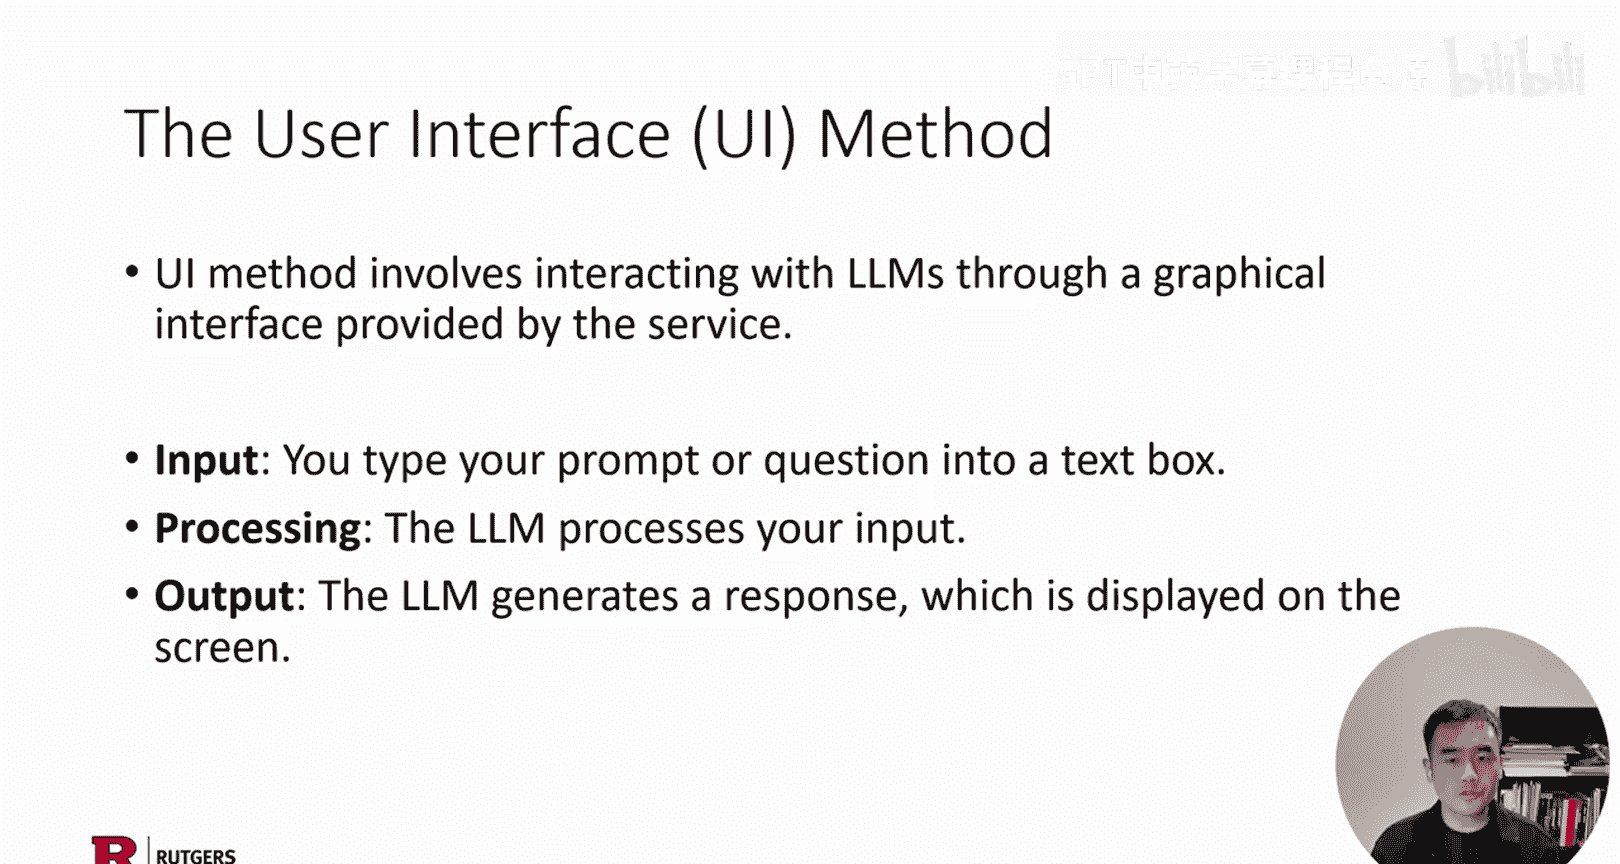 bilibili
The User Interface (UI) Method
• UI method involves interacting with LLMs through a graphical
interface provided by the service.
• Input: You type your prompt or question into a text box.
• Processing: The LLM processes your input.
• Output: The LLM generates a response, which is displayed on the
screen.
R RUTGERS